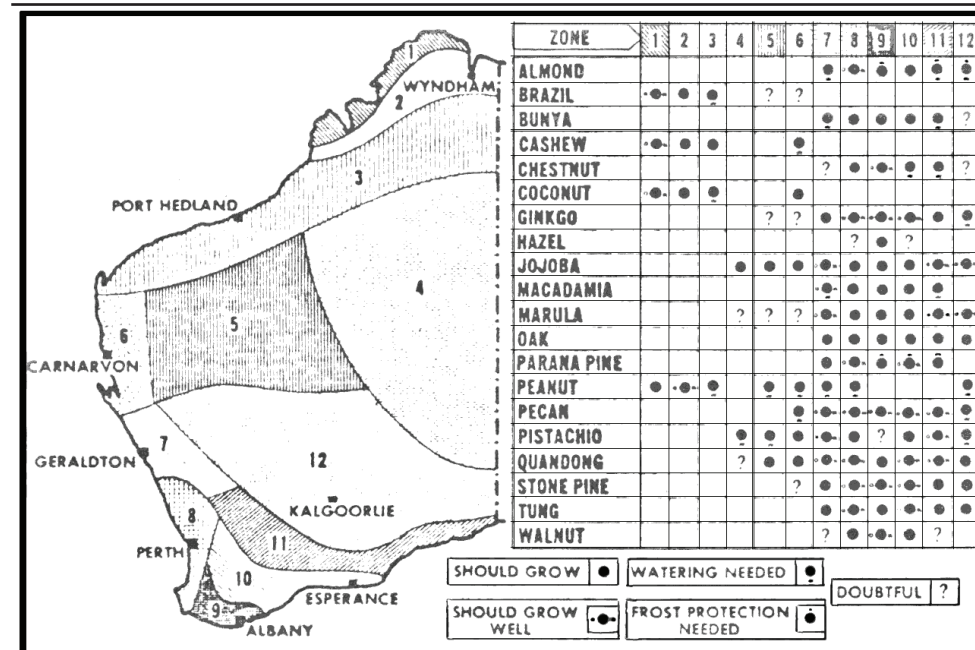 1
WYNDHAM
2
3
PORT HEDLAND
4
5
6
CARNARVON
7
GERALDTON
12
KALGOORLIE
8
11
PERTH
10
ESPERANCE
9
ALBANY
ZONE 1 2 3 4 5 6 7 8 9 10 11 12
ALMOND
BRAZIL ? ?
BUNYA ?
CASHEW
CHESTNUT ? ?
COCONUT
GINKGO ? ?
HAZEL ? ?
JOJOBA
MACADAMIA
MARULA ? ? ?
OAK
PARANA PINE
PEANUT
PECAN
PISTACHIO ?
QUANDONG ?
STONE PINE ?
TUNG
WALNUT ? ?
SHOULD GROW
WATERING NEEDED
DOUBTFUL ?
SHOULD GROW
WELL
FROST PROTECTION
NEEDED